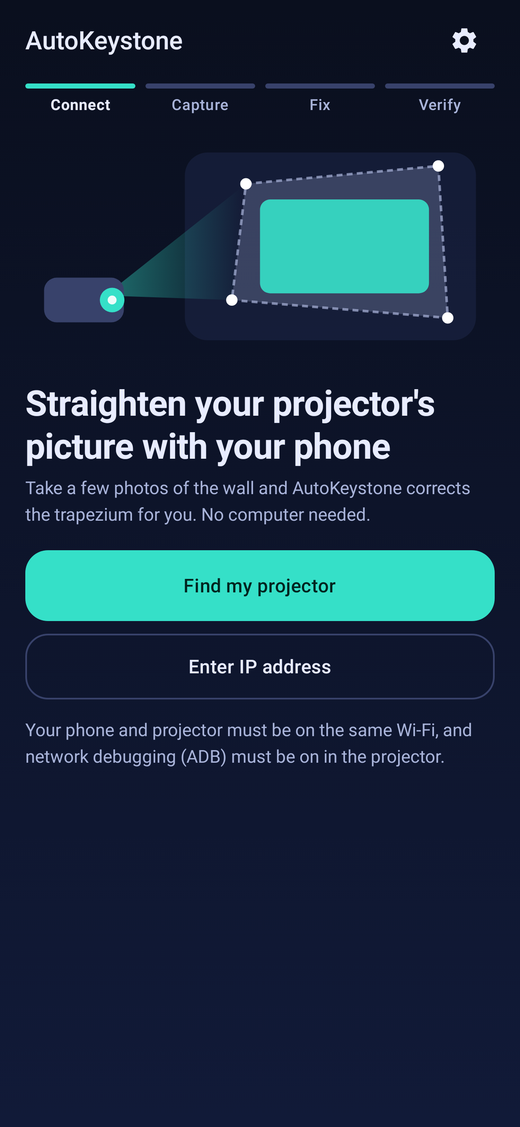 AutoKeystone
Connect
Capture
Fix
Verify
Straighten your projector's
picture with your phone
Take a few photos of the wall and AutoKeystone corrects
the trapezium for you. No computer needed.
Find my projector
Enter IP address
Your phone and projector must be on the same Wi-Fi, and
network debugging (ADB) must be on in the projector.